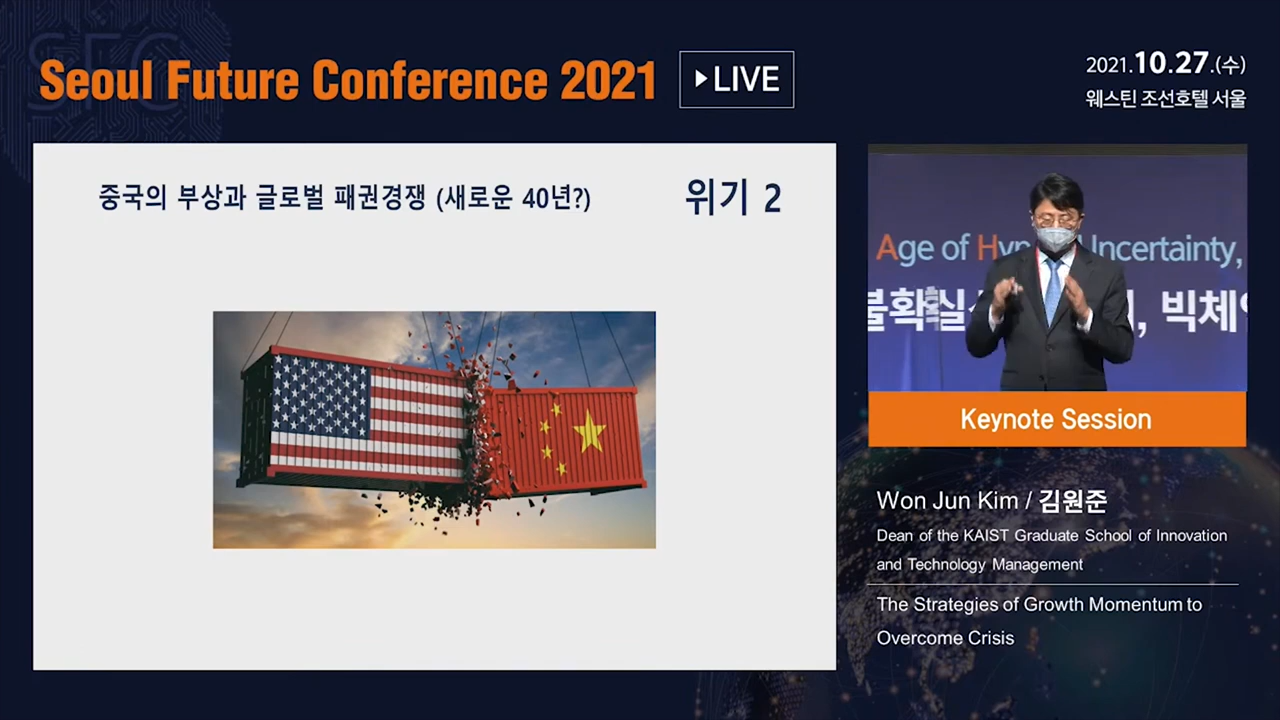 Seoul Future Conference 2021
LIVE
2021.10.27.(수)
웨스틴 조선호텔 서울
중국의 부상과 글로벌 패권경쟁 (새로운 40년?)
위기 2
Age of Uncertainty,
빅체
Keynote Session
Won Jun Kim / 김원준
Dean of the KAIST Graduate School of Innovation
and Technology Management
The Strategies of Growth Momentum to
Overcome Crisis